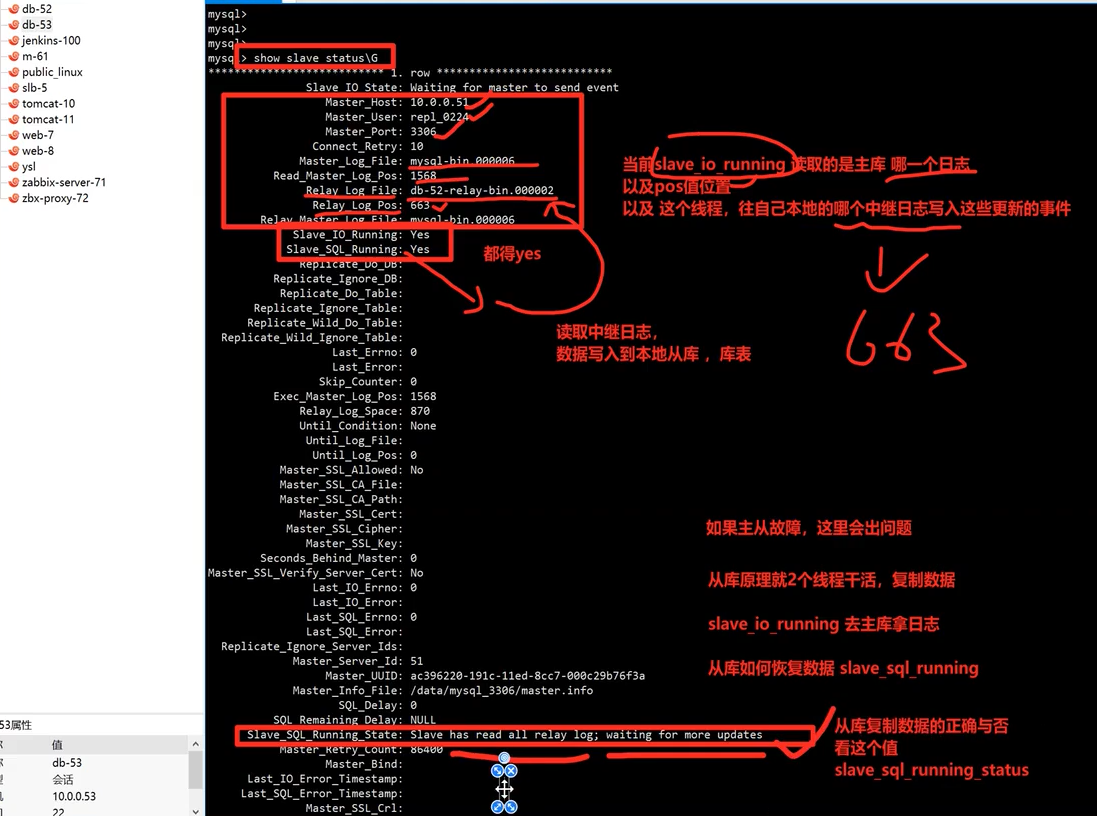 db-52
db-53
jenkins-100
m-61
public_linux
slb-5
tomcat-10
tomcat-11
web-7
web-8
ysl
zabbix-server-71
zbx-proxy-72
53属性
值
db-53
会话
10.0.0.53
22
mysql>
mysql>
mysql>
mysql> show slave status\G
*************************** 1. row ***************************
Slave_IO_State: Waiting for master to send event
Master_Host: 10.0.0.51
Master_User: repl_0224
Master_Port: 3306
Connect_Retry: 10
Master_Log_File: mysql-bin.000006
Read_Master_Log_Pos: 1568
Relay_Log_File: db-52-relay-bin.000002
Relay_Log_Pos: 663
Relay_Master_Log_File: mysql-bin.000006
Slave_IO_Running: Yes
Slave_SQL_Running: Yes
Replicate_Do_DB:
Replicate_Ignore_DB:
Replicate_Do_Table:
Replicate_Ignore_Table:
Replicate_Wild_Do_Table:
Replicate_Wild_Ignore_Table:
Last_Errno: 0
Last_Error:
Skip_Counter: 0
Exec_Master_Log_Pos: 1568
Relay_Log_Space: 870
Until_Condition: None
Until_Log_File:
Until_Log_Pos: 0
Master_SSL_Allowed: No
Master_SSL_CA_File:
Master_SSL_CA_Path:
Master_SSL_Cert:
Master_SSL_Cipher:
Master_SSL_Key:
Seconds_Behind_Master: 0
Master_SSL_Verify_Server_Cert: No
Last_IO_Errno: 0
Last_IO_Error:
Last_SQL_Errno: 0
Last_SQL_Error:
Replicate_Ignore_Server_Ids:
Master_Server_Id: 51
Master_UUID: ac396220-191c-11ed-8cc7-000c29b76f3a
Master_Info_File: /data/mysql_3306/master.info
SQL_Delay: 0
SQL_Remaining_Delay: NULL
Slave_SQL_Running_State: Slave has read all relay log; waiting for more updates
Master_Retry_Count: 86400
Master_Bind:
Last_IO_Error_Timestamp:
Last_SQL_Error_Timestamp:
Master_SSL_Crl:
当前slave_io_running 读取的是主库 哪一个日志
以及pos值位置
以及 这个线程，往自己本地的哪个中继日志写入这些更新的事件
都得yes
663
读取中继日志，
数据写入到本地从库 ，库表
如果主从故障，这里会出问题
从库原理就2个线程干活，复制数据
slave_io_running 去主库拿日志
从库如何恢复数据 slave_sql_running
从库复制数据的正确与否
看这个值
slave_sql_running_status